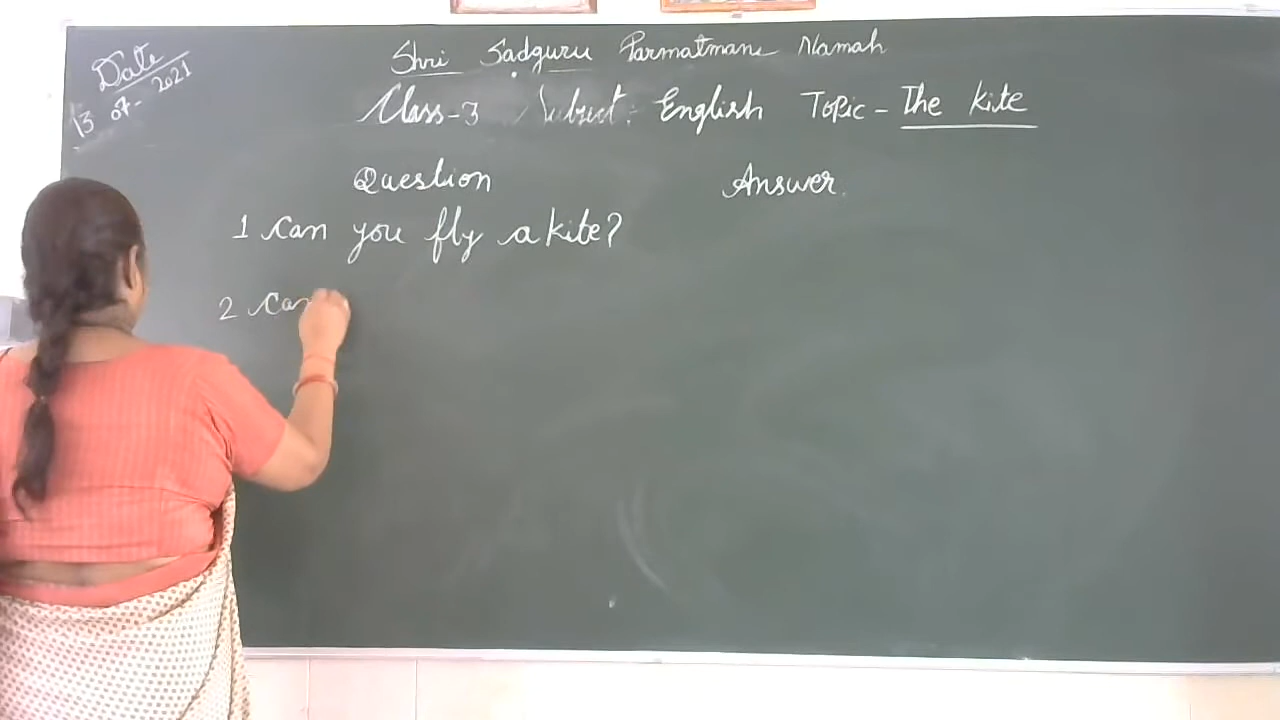 Date
13 07- 2021
Shri Sadguru Parmatmane Namah
Class-3 Subject: English Topic - The kite
Question Answer.
1 can you fly a kite?
2 can